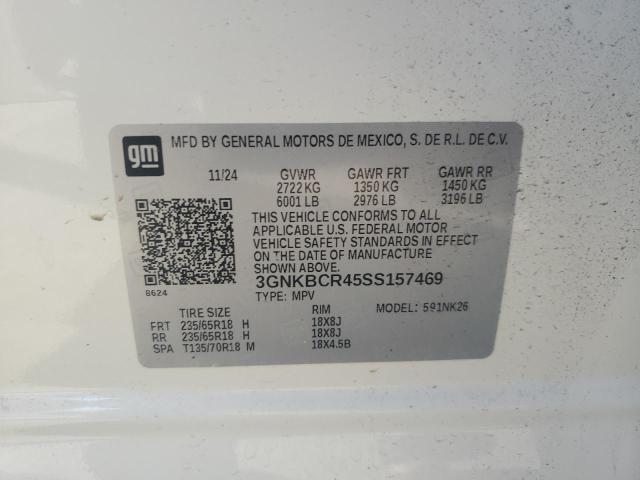 gm
MFD BY GENERAL MOTORS DE MEXICO, S. DE R.L. DE C.V.
11/24 GVWR GAWR FRT GAWR RR
2722 KG 1350 KG 1450 KG
6001 LB 2976 LB 3196 LB
THIS VEHICLE CONFORMS TO ALL
APPLICABLE U.S. FEDERAL MOTOR
VEHICLE SAFETY STANDARDS IN EFFECT
ON THE DATE OF MANUFACTURE
SHOWN ABOVE.
3GNKBCR45SS157469
8624
TYPE: MPV
TIRE SIZE RIM MODEL: 591NK26
FRT 235/65R18 H 18X8J
RR 235/65R18 H 18X8J
SPA T135/70R18 M 18X4.5B